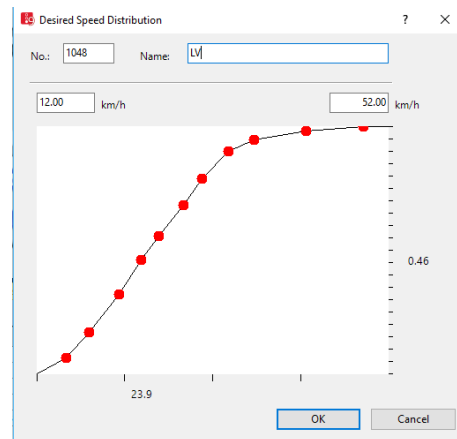 Desired Speed Distribution ? ×
No.: 1048 Name: LV
12.00 km/h 52.00 km/h
0.46
23.9
OK Cancel